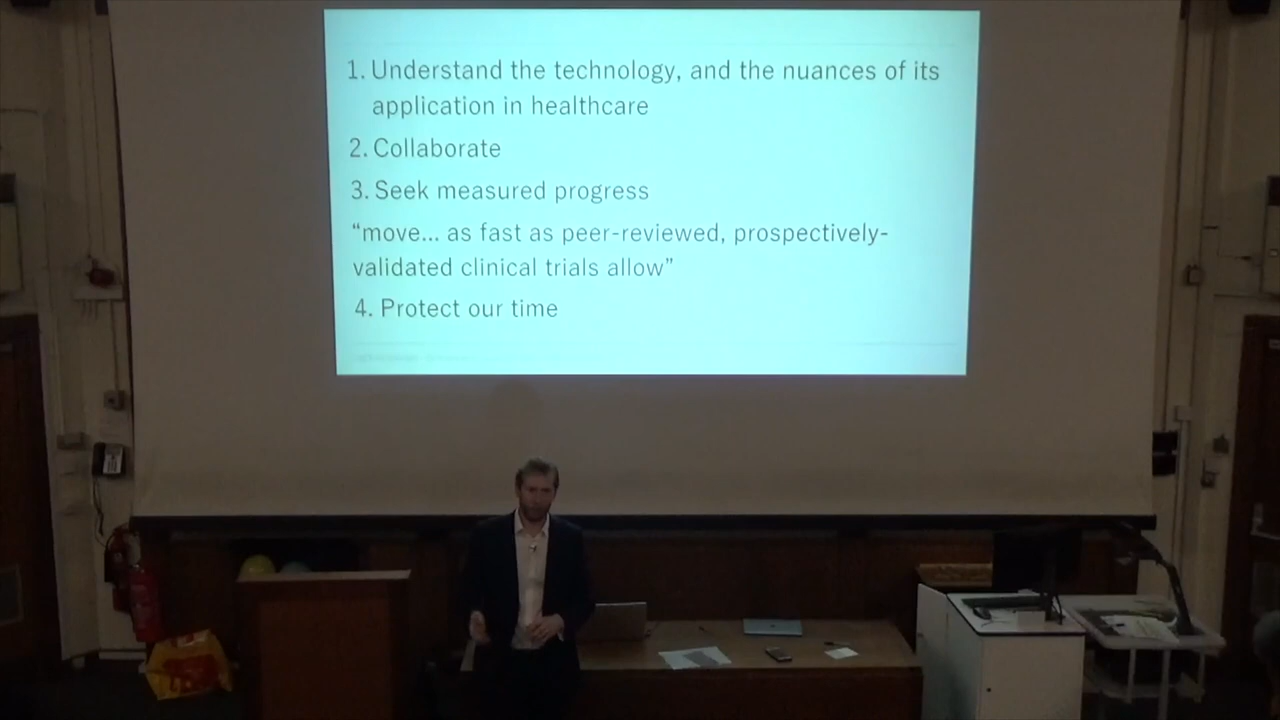 1. Understand the technology, and the nuances of its
application in healthcare
2. Collaborate
3. Seek measured progress
“move... as fast as peer-reviewed, prospectively-
validated clinical trials allow”
4. Protect our time